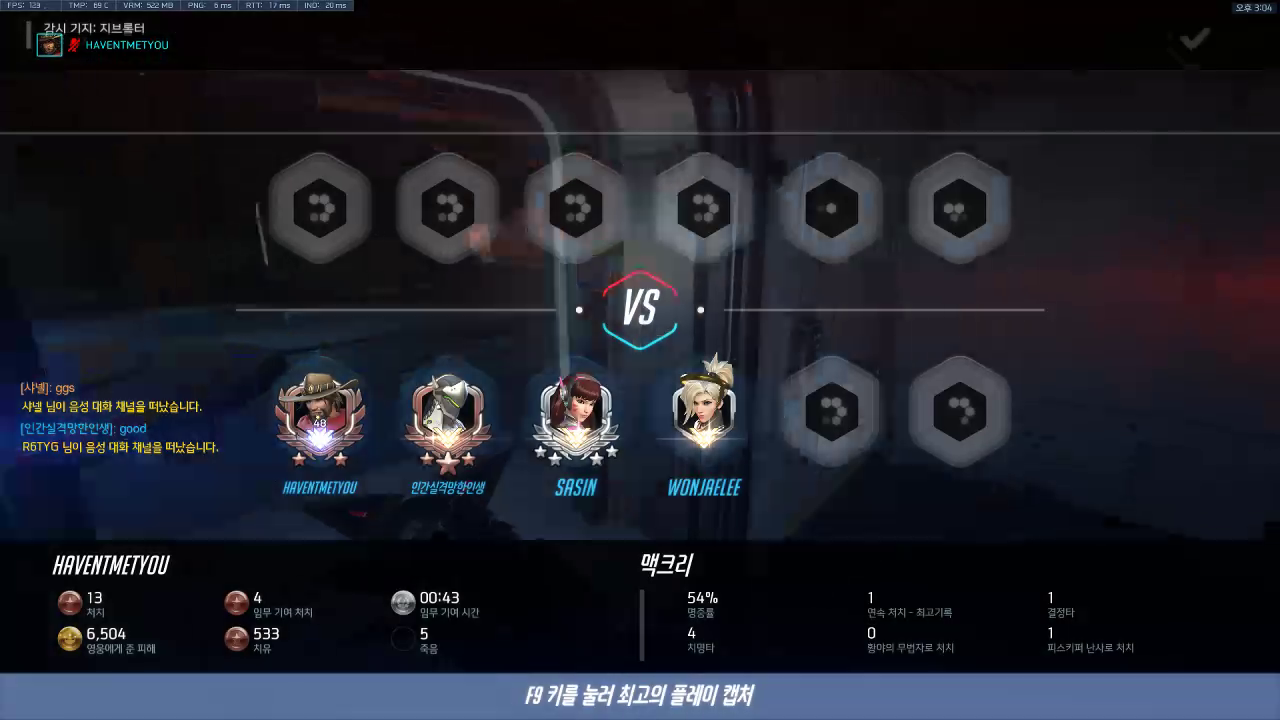 FPS: 133 TMP: 69 C VRM: 522 MB PNG: 6 ms RTT: 17 ms IND: 20 ms
오후 3:04
감시 기지: 지브롤터
HAVENTMETYOU
VS
[샤넬]: ggs
샤넬 님이 음성 대화 채널을 떠났습니다.
[인간실격망한인생]: good
R6TYG 님이 음성 대화 채널을 떠났습니다.
48
HAVENTMETYOU 인간실격망한인생 SASIN WONJAELEE
HAVENTMETYOU
13 처치
4 임무 기여 처치
00:43 임무 기여 시간
6,504 영웅에게 준 피해
533 치유
5 죽음
맥크리
54% 명중률
1 연속 처치 - 최고기록
1 결정타
4 치명타
0 황야의 무법자로 처치
1 피스키퍼 난사로 처치
F9 키를 눌러 최고의 플레이 캡처